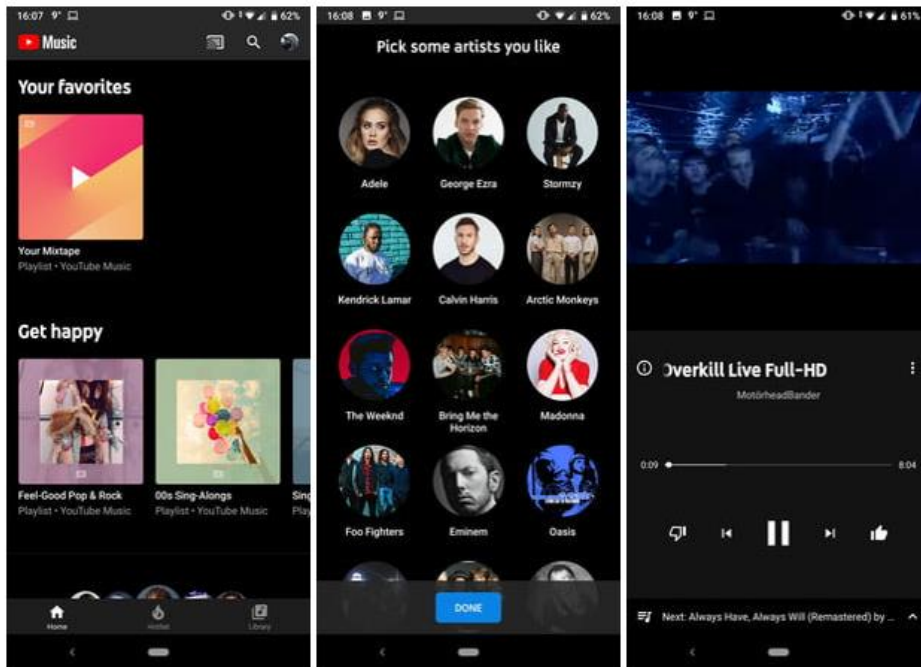 16:07 9° 62%
Music
Your favorites
Your Mixtape
Playlist • YouTube Music
Get happy
Feel-Good Pop & Rock
Playlist • YouTube Music
00s Sing-Alongs
Playlist • YouTube Music
Sing
Playlis
Home
Hotlist
Library
16:08 9° 62%
Pick some artists you like
Adele
George Ezra
Stormzy
Kendrick Lamar
Calvin Harris
Arctic Monkeys
The Weeknd
Bring Me the
Horizon
Madonna
Foo Fighters
Eminem
Oasis
DONE
16:08 9° 61%
Overkill Live Full-HD
MotörheadBander
0:09
8:04
Next: Always Have, Always Will (Remastered) by ...